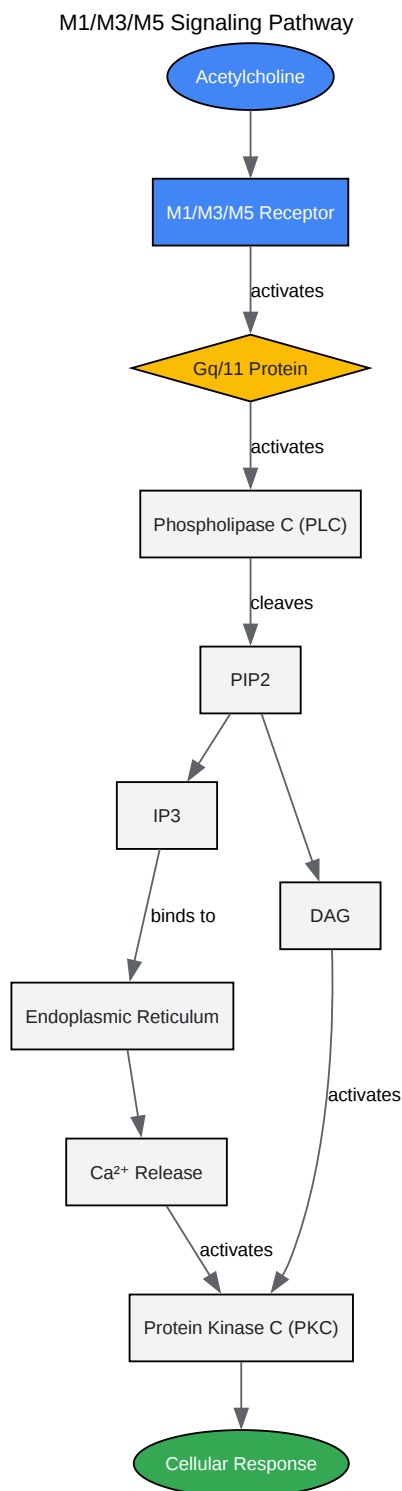 M1/M3/M5 Signaling Pathway
Acetylcholine
M1/M3/M5 Receptor
activates
Gq/11 Protein
activates
Phospholipase C (PLC)
cleaves
PIP2
IP3
DAG
binds to
Endoplasmic Reticulum
activates
Ca²⁺ Release
activates
Protein Kinase C (PKC)
Cellular Response